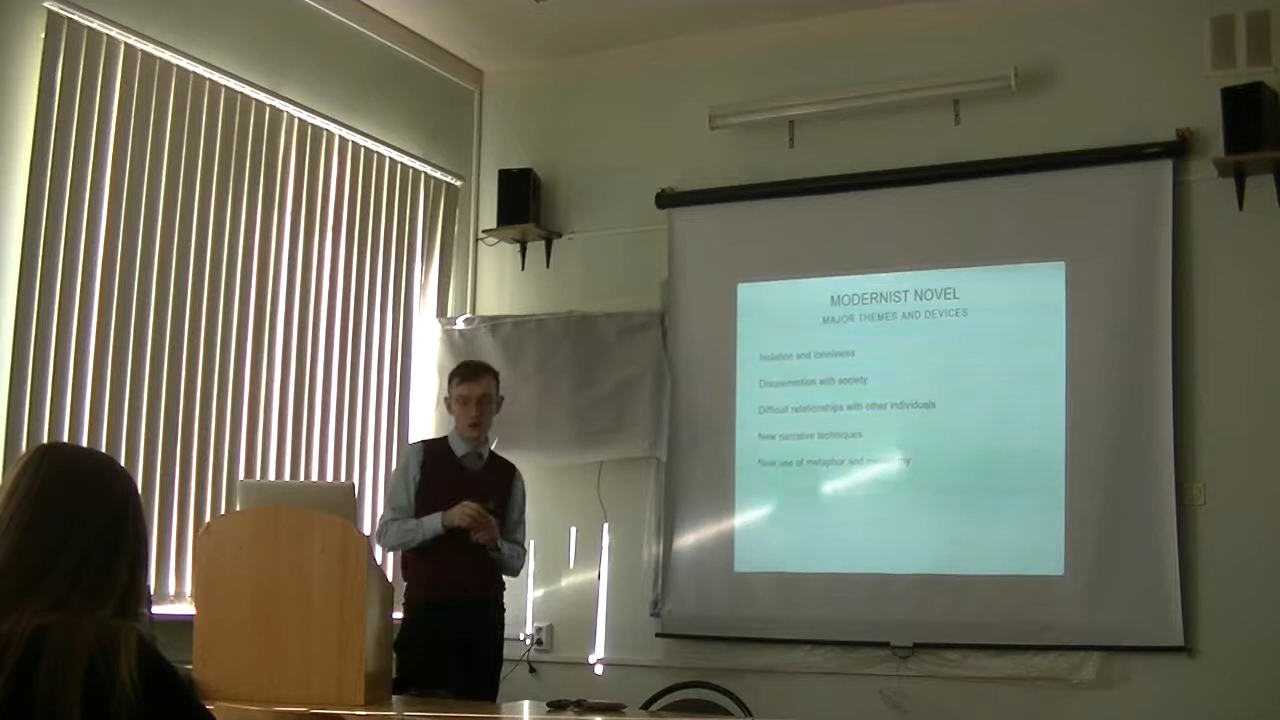 MODERNIST NOVEL
MAJOR THEMES AND DEVICES
Isolation and loneliness
Disconnection with society
Difficult relationships with other individuals
New narrative techniques
New use of metaphor and